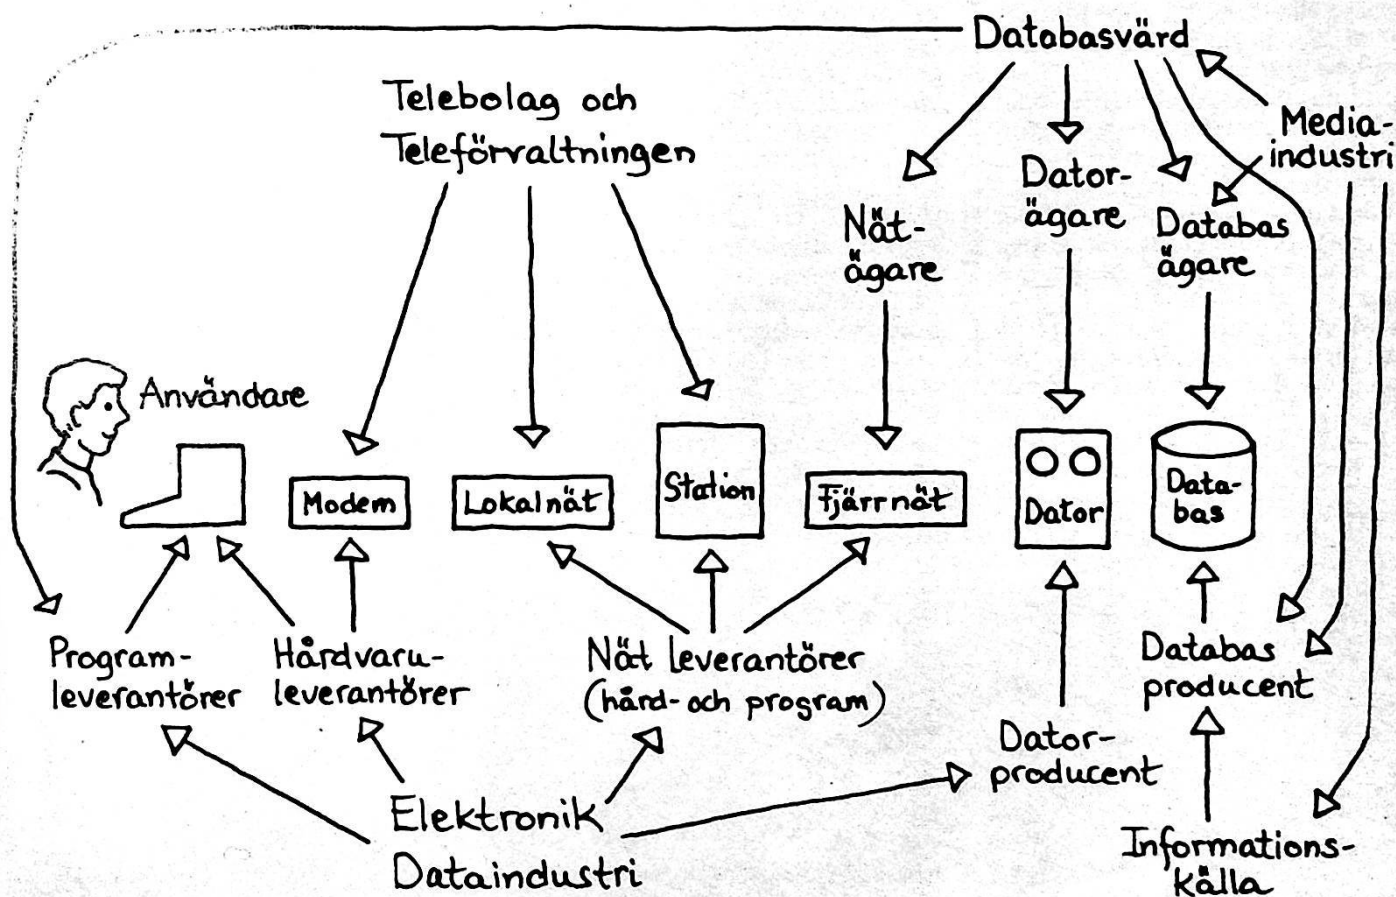 Databasvärd
Telebolag och
Teleförvaltningen
Media-
industri
Dator-
ägare
Nät-
ägare
Databas
ägare
Användare
Modem
Lokalnät
Station
Fjärrnät
Dator
Data-
bas
Program-
leverantörer
Hårdvaru-
leverantörer
Nät leverantörer
(hård- och program)
Databas
producent
Dator-
producent
Elektronik
Dataindustri
Informations-
källa